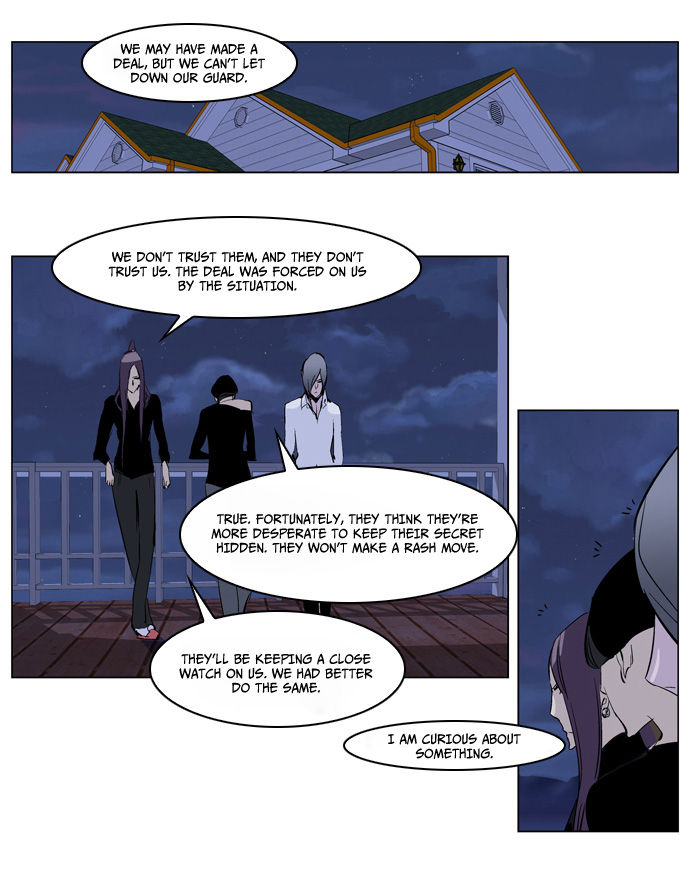 WE MAY HAVE MADE A
DEAL, BUT WE CAN'T LET
DOWN OUR GUARD.
WE DON'T TRUST THEM, AND THEY DON'T
TRUST US. THE DEAL WAS FORCED ON US
BY THE SITUATION.
TRUE. FORTUNATELY, THEY THINK THEY'RE
MORE DESPERATE TO KEEP THEIR SECRET
HIDDEN. THEY WON'T MAKE A RASH MOVE.
THEY'LL BE KEEPING A CLOSE
WATCH ON US. WE HAD BETTER
DO THE SAME.
I AM CURIOUS ABOUT
SOMETHING.